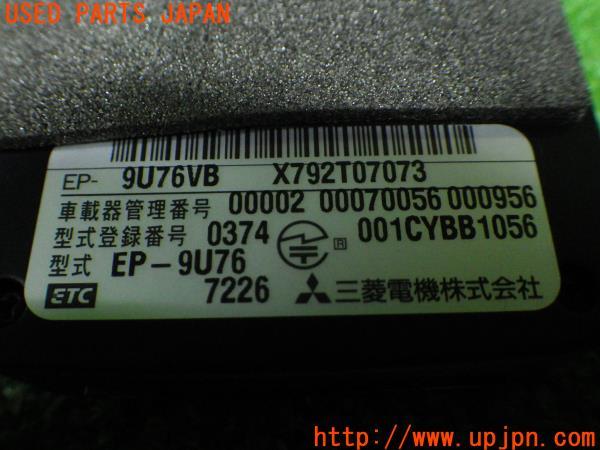 USED PARTS JAPAN
EP- 9U76VB X792T07073
車載器管理番号 00002 00070056 000956
型式登録番号 0374 R 001CYBB1056
型式 EP-9U76
ETC 7226 三菱電機株式会社
UPJ
http://www.upjpn.com/